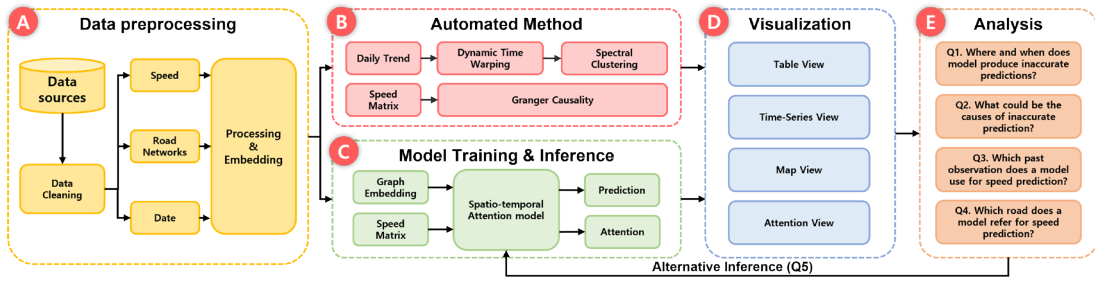 A
Data preprocessing
Data
sources
Data
Cleaning
Speed
Road
Networks
Date
Processing
&
Embedding
B
Automated Method
Daily Trend
Dynamic Time
Warping
Spectral
Clustering
Speed
Matrix
Granger Causality
C
Model Training & Inference
Graph
Embedding
Speed
Matrix
Spatio-temporal
Attention model
Prediction
Attention
D
Visualization
Table View
Time-Series View
Map View
Attention View
E
Analysis
Q1. Where and when does
model produce inaccurate
predictions?
Q2. What could be the
causes of inaccurate
prediction?
Q3. Which past
observation does a model
use for speed prediction?
Q4. Which road does a
model refer for speed
prediction?
Alternative Inference (Q5)